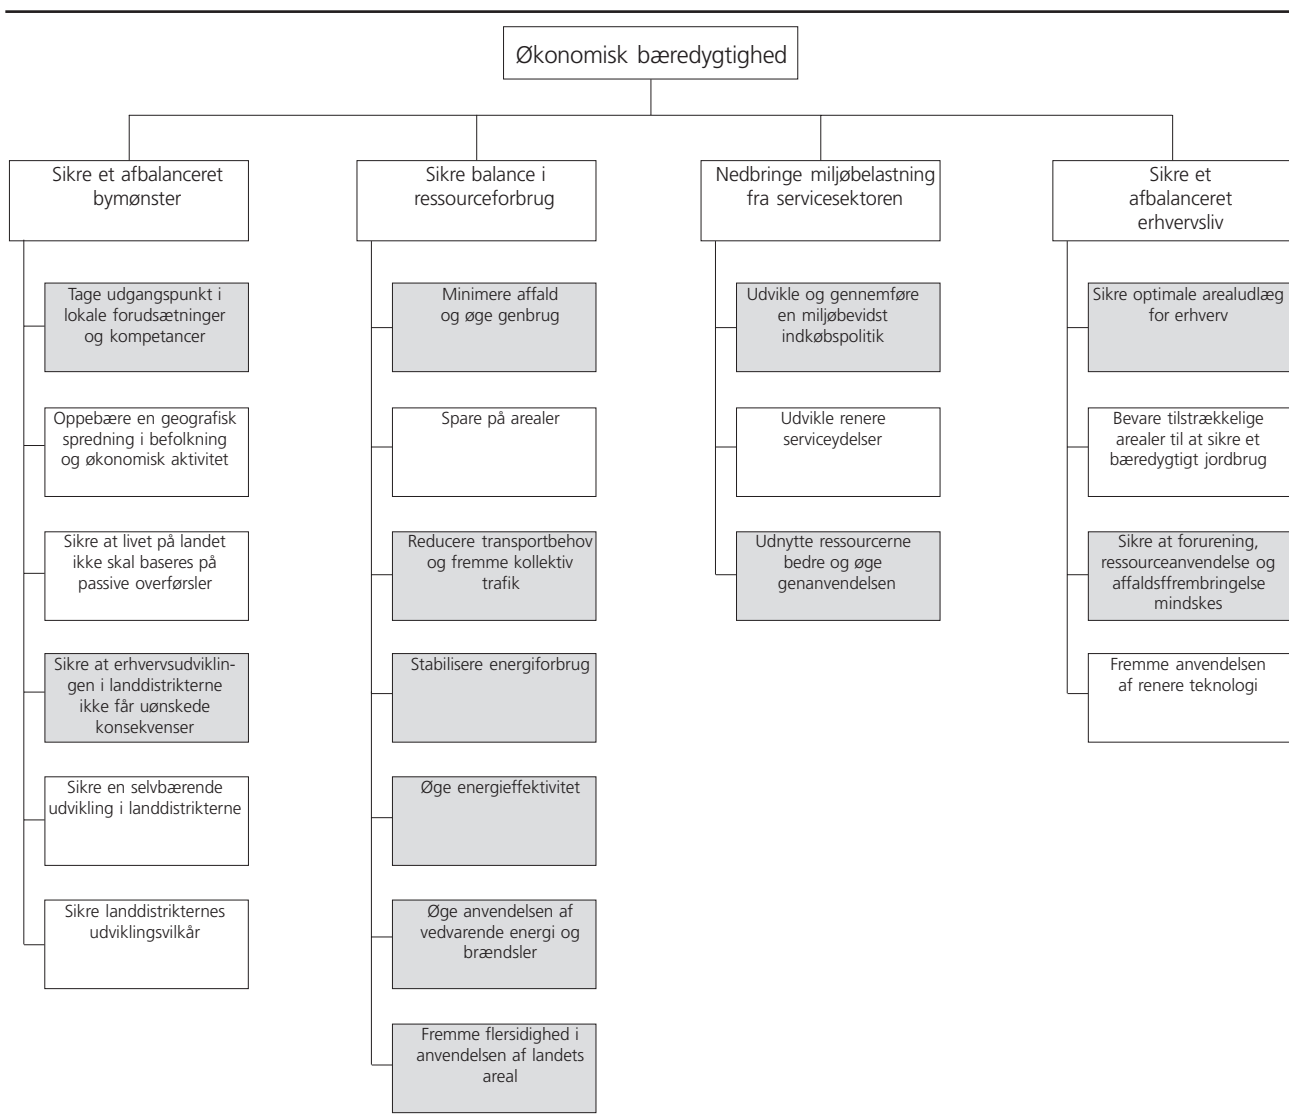 Økonomisk bæredygtighed
Sikre et afbalanceret
bymønster
Tage udgangspunkt i
lokale forudsætninger
og kompetancer
Oppebære en geografisk
spredning i befolkning
og økonomisk aktivitet
Sikre at livet på landet
ikke skal baseres på
passive overførsler
Sikre at erhvervsudviklin-
gen i landdistrikterne
ikke får uønskede
konsekvenser
Sikre en selvbærende
udvikling i landdistrikterne
Sikre landdistrikternes
udviklingsvilkår
Sikre balance i
ressourceforbrug
Minimere affald
og øge genbrug
Spare på arealer
Reducere transportbehov
og fremme kollektiv
trafik
Stabilisere energiforbrug
Øge energieffektivitet
Øge anvendelsen af
vedvarende energi og
brændsler
Fremme flersidighed i
anvendelsen af landets
areal
Nedbringe miljøbelastning
fra servicesektoren
Udvikle og gennemføre
en miljøbevidst
indkøbspolitik
Udvikle renere
serviceydelser
Udnytte ressourcerne
bedre og øge
genanvendelsen
Sikre et
afbalanceret
erhvervsliv
Sikre optimale arealudlæg
for erhverv
Bevare tilstrækkelige
arealer til at sikre et
bæredygtigt jordbrug
Sikre at forurening,
ressourceanvendelse og
affaldsffrembringelse
mindskes
Fremme anvendelsen
af renere teknologi